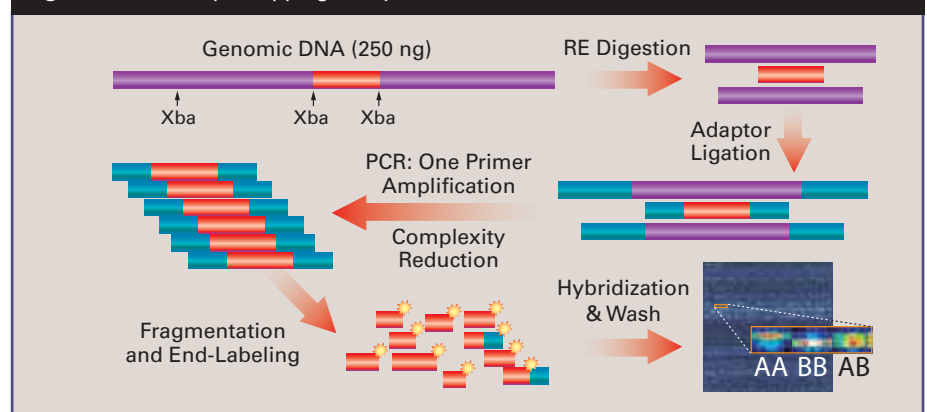 Genomic DNA (250 ng)
RE Digestion
Xba
Xba
Xba
Adaptor
Ligation
PCR: One Primer
Amplification
Complexity
Reduction
Fragmentation
and End-Labeling
Hybridization
& Wash
AA BB AB